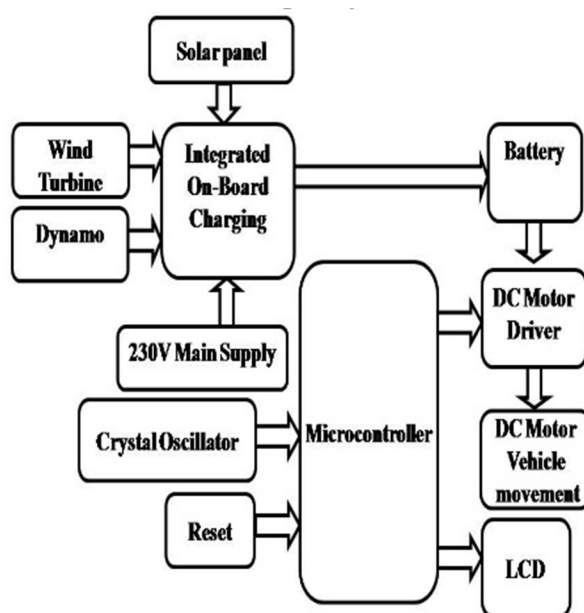 Solar panel
Wind
Turbine
Integrated
On-Board
Charging
Battery
Dynamo
230V Main Supply
DC Motor
Driver
Crystal Oscillator
Microcontroller
DC Motor
Vehicle
movement
Reset
LCD